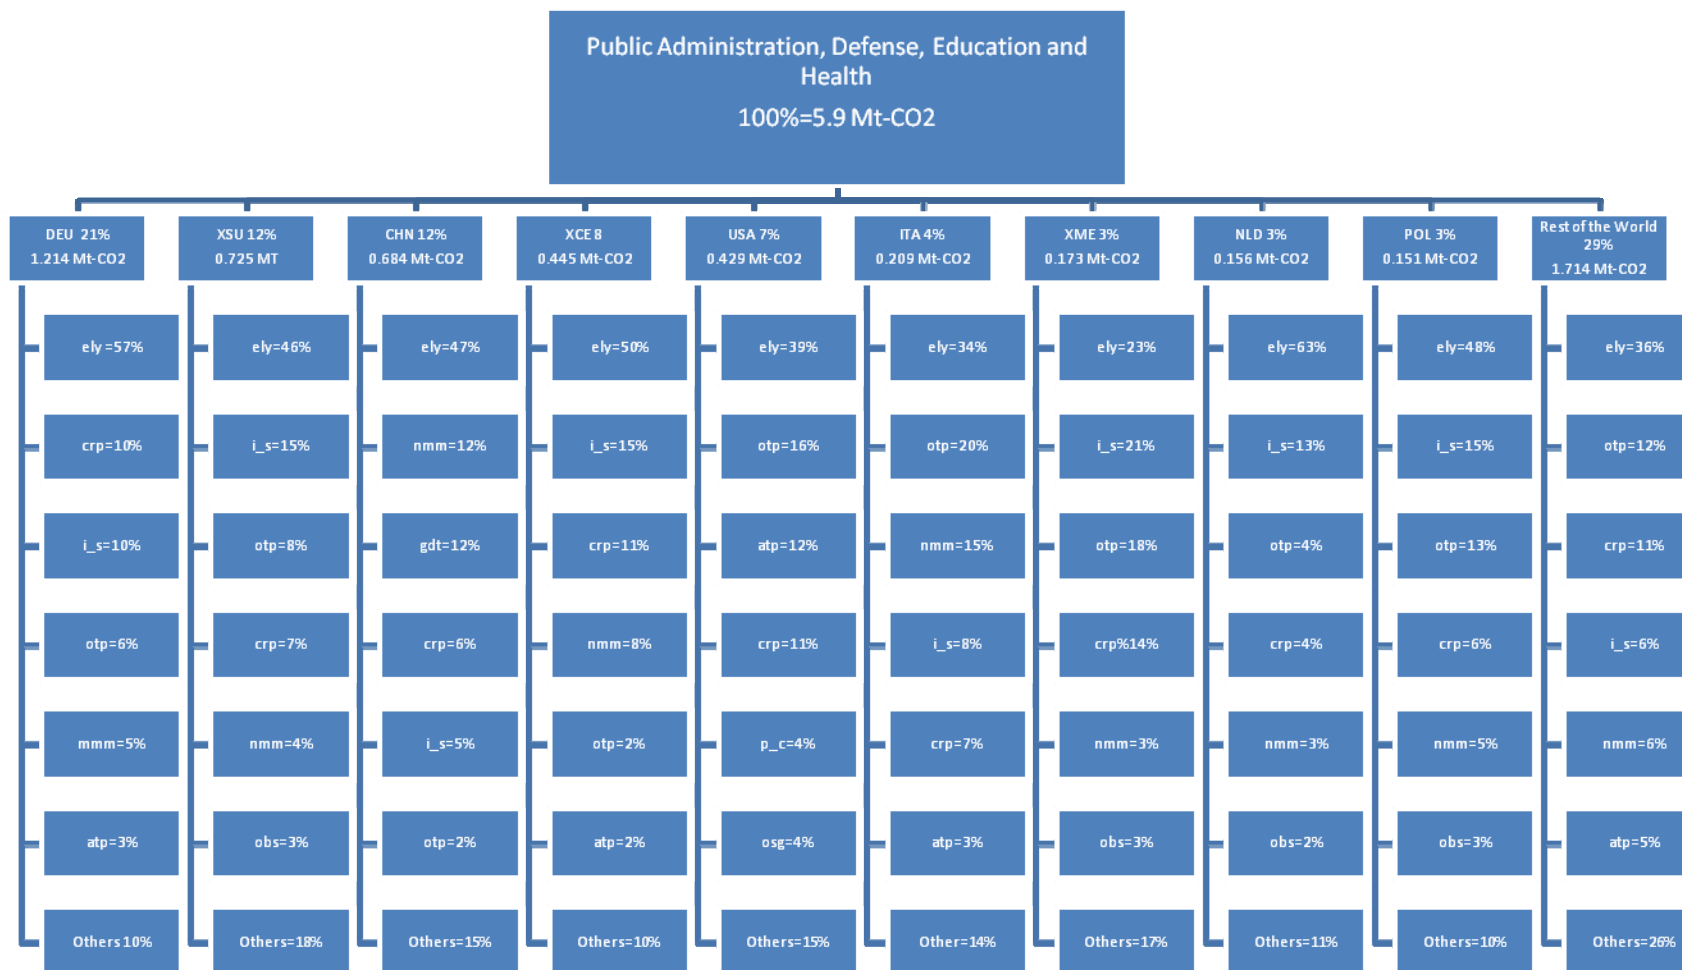 Public Administration, Defense, Education and
Health
100%=5.9 Mt-CO2
DEU 21%
1.214 Mt-CO2
XSU 12%
0.725 MT
CHN 12%
0.684 Mt-CO2
XCE 8
0.445 Mt-CO2
USA 7%
0.429 Mt-CO2
ITA 4%
0.209 Mt-CO2
XME 3%
0.173 Mt-CO2
NLD 3%
0.156 Mt-CO2
POL 3%
0.151 Mt-CO2
Rest of the World
29%
1.714 Mt-CO2
ely =57%
ely=46%
ely=47%
ely=50%
ely=39%
ely=34%
ely=23%
ely=63%
ely=48%
ely=36%
crp=10%
i_s=15%
nmm=12%
i_s=15%
otp=16%
otp=20%
i_s=21%
i_s=13%
i_s=15%
otp=12%
i_s=10%
otp=8%
gdt=12%
crp=11%
atp=12%
nmm=15%
otp=18%
otp=4%
otp=13%
crp=11%
otp=6%
crp=7%
crp=6%
nmm=8%
crp=11%
i_s=8%
crp%14%
crp=4%
crp=6%
i_s=6%
mmm=5%
nmm=4%
i_s=5%
otp=2%
p_c=4%
crp=7%
nmm=3%
nmm=3%
nmm=5%
nmm=6%
atp=3%
obs=3%
otp=2%
atp=2%
osg=4%
atp=3%
obs=3%
obs=2%
obs=3%
atp=5%
Others 10%
Others=18%
Others=15%
Others=10%
Others=15%
Other=14%
Others=17%
Others=11%
Others=10%
Others=26%